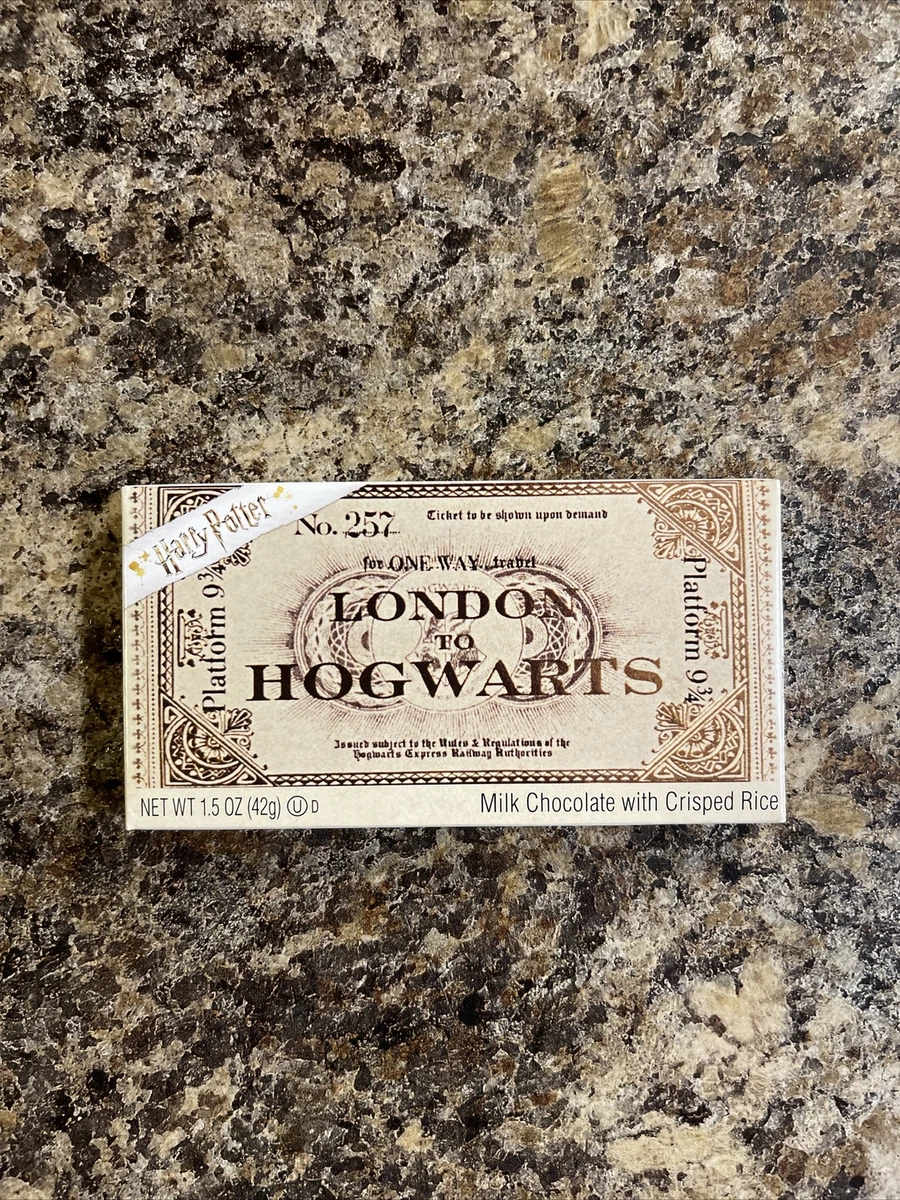 Harry Potter
No. 257
Ticket to be shown upon demand
for ONE WAY travel
LONDON
TO
HOGWARTS
Platform 9¾
Platform 9¾
Issued subject to the Rules & Regulations of the
Hogwarts Express Railway Authorities
NET WT 1.5 OZ (42g) Ⓤ D
Milk Chocolate with Crisped Rice